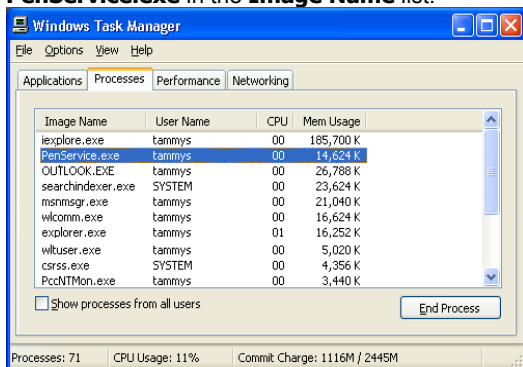 PenService.exe in the Image Name list.
Windows Task Manager
File Options View Help
Applications Processes Performance Networking
Image Name User Name CPU Mem Usage
iexplore.exe tammys 00 185,700 K
PenService.exe tammys 00 14,624 K
OUTLOOK.EXE tammys 00 26,788 K
searchindexer.exe SYSTEM 00 23,624 K
msnmsgr.exe tammys 00 21,040 K
wlcomm.exe tammys 00 16,624 K
explorer.exe tammys 01 16,252 K
wltuser.exe tammys 00 5,020 K
csrss.exe SYSTEM 00 4,356 K
PccNTMon.exe tammys 00 3,440 K
Show processes from all users
End Process
Processes: 71 CPU Usage: 11% Commit Charge: 1116M / 2445M